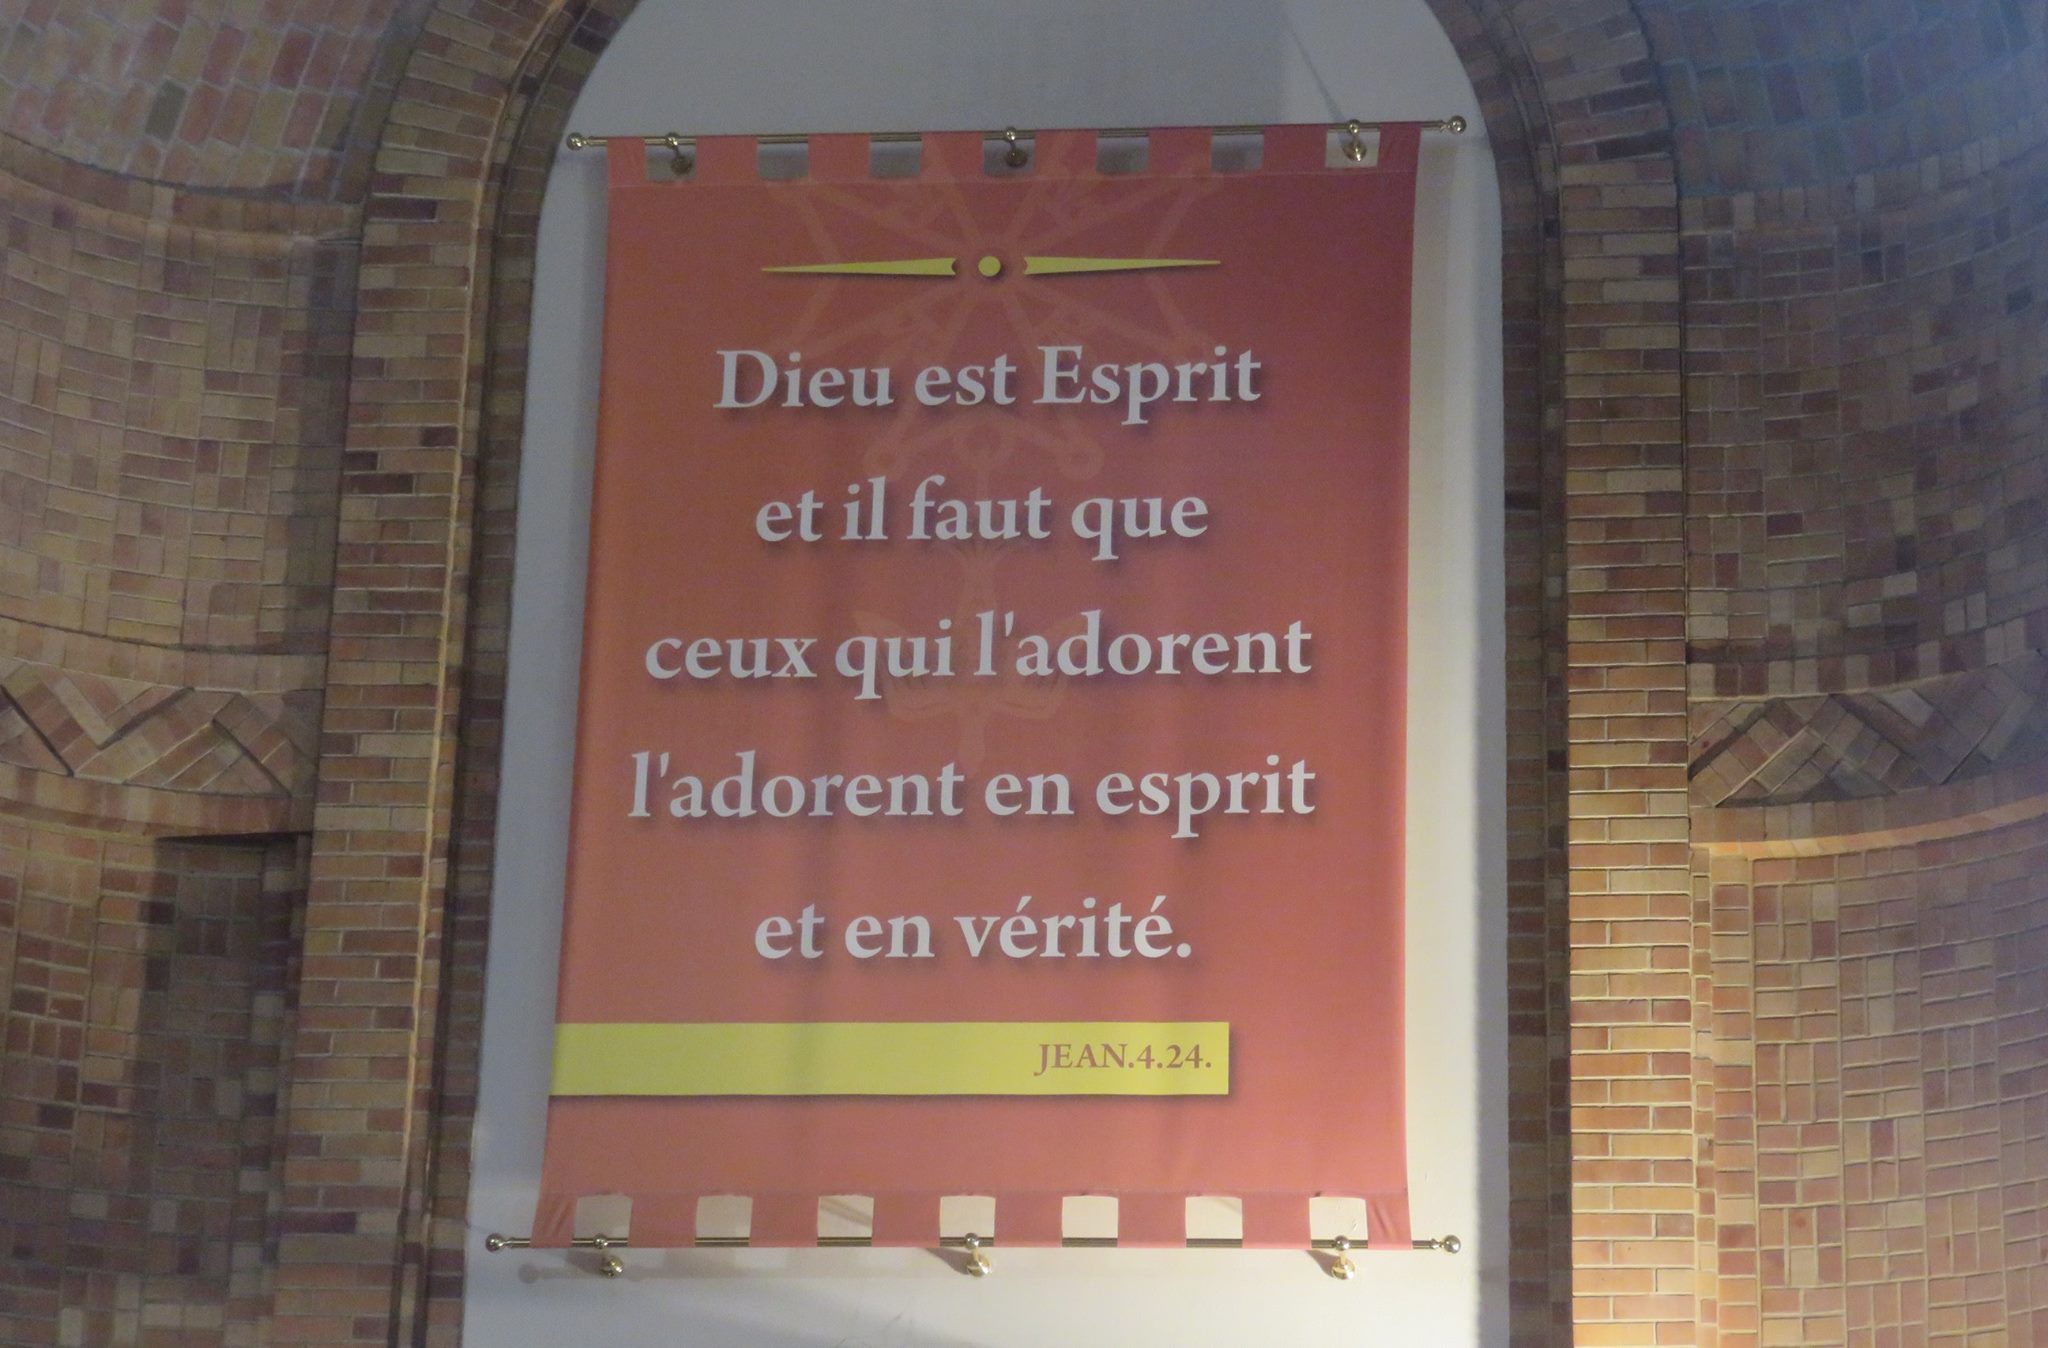 Dieu est Esprit
et il faut que
ceux qui l'adorent
l'adorent en esprit
et en vérité.
JEAN.4.24.